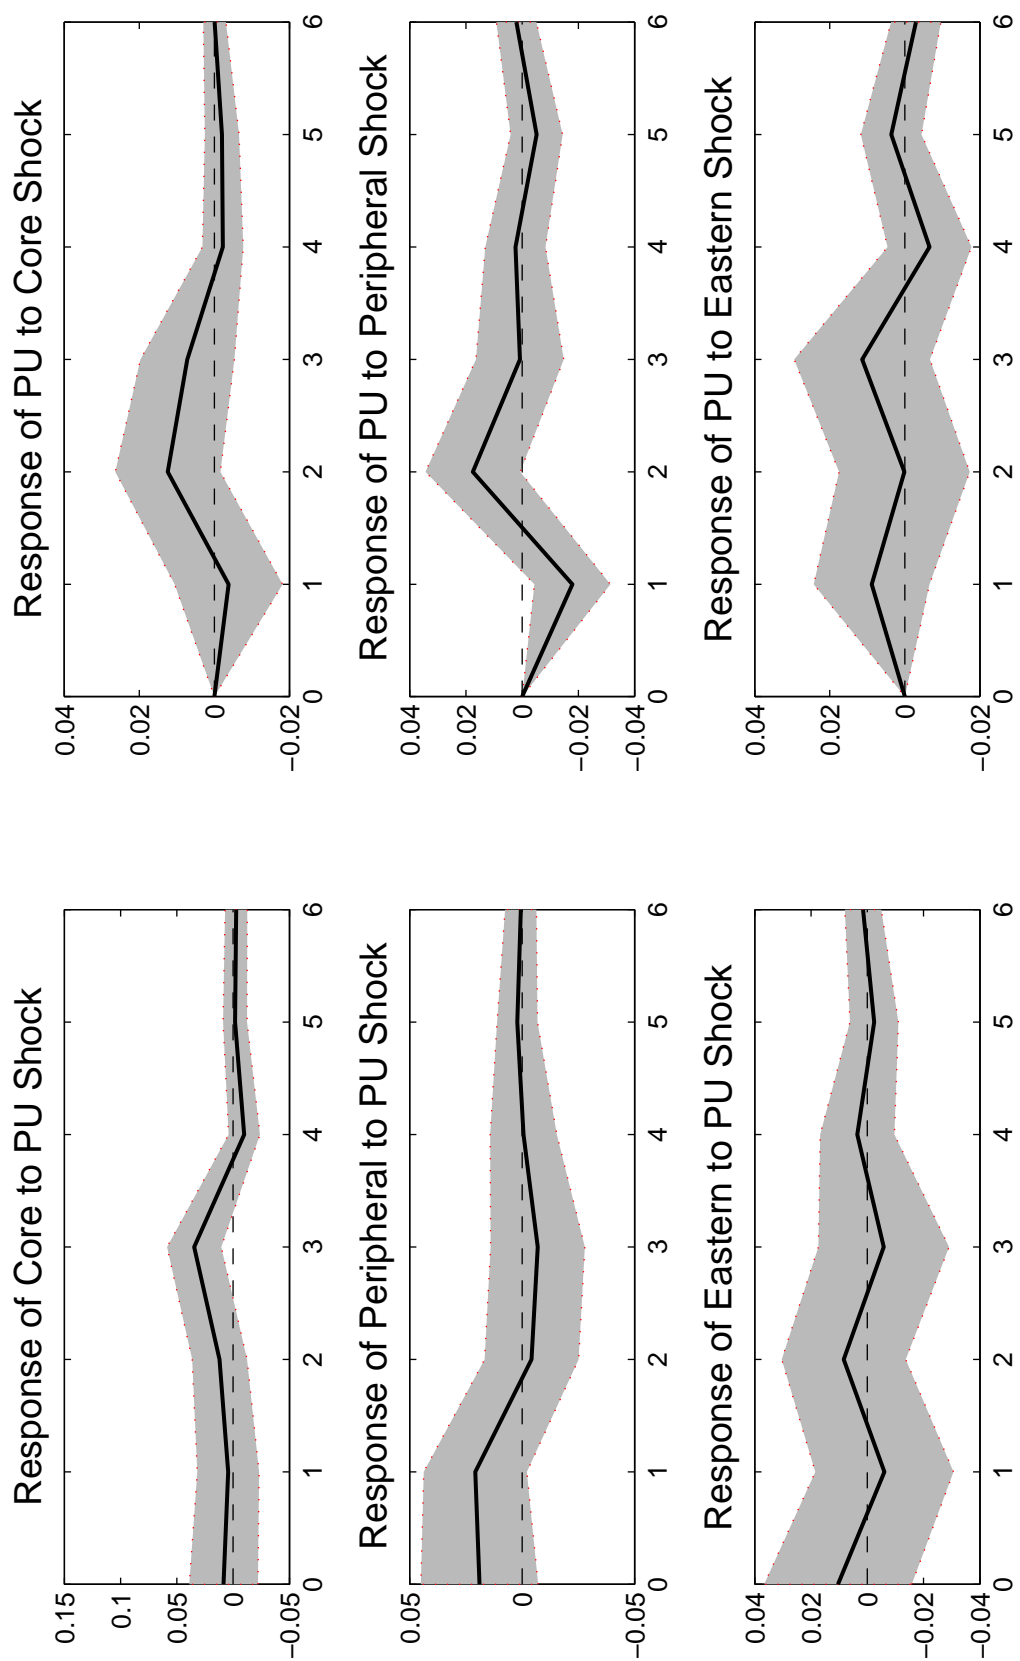 Response of Core to PU Shock
0.15
0.1
0.05
0
−0.05
0 1 2 3 4 5 6
Response of PU to Core Shock
0.04
0.02
0
−0.02
0 1 2 3 4 5 6
Response of Peripheral to PU Shock
0.05
0
−0.05
0 1 2 3 4 5 6
Response of PU to Peripheral Shock
0.04
0.02
0
−0.02
−0.04
0 1 2 3 4 5 6
Response of Eastern to PU Shock
0.04
0.02
0
−0.02
−0.04
0 1 2 3 4 5 6
Response of PU to Eastern Shock
0.04
0.02
0
−0.02
0 1 2 3 4 5 6